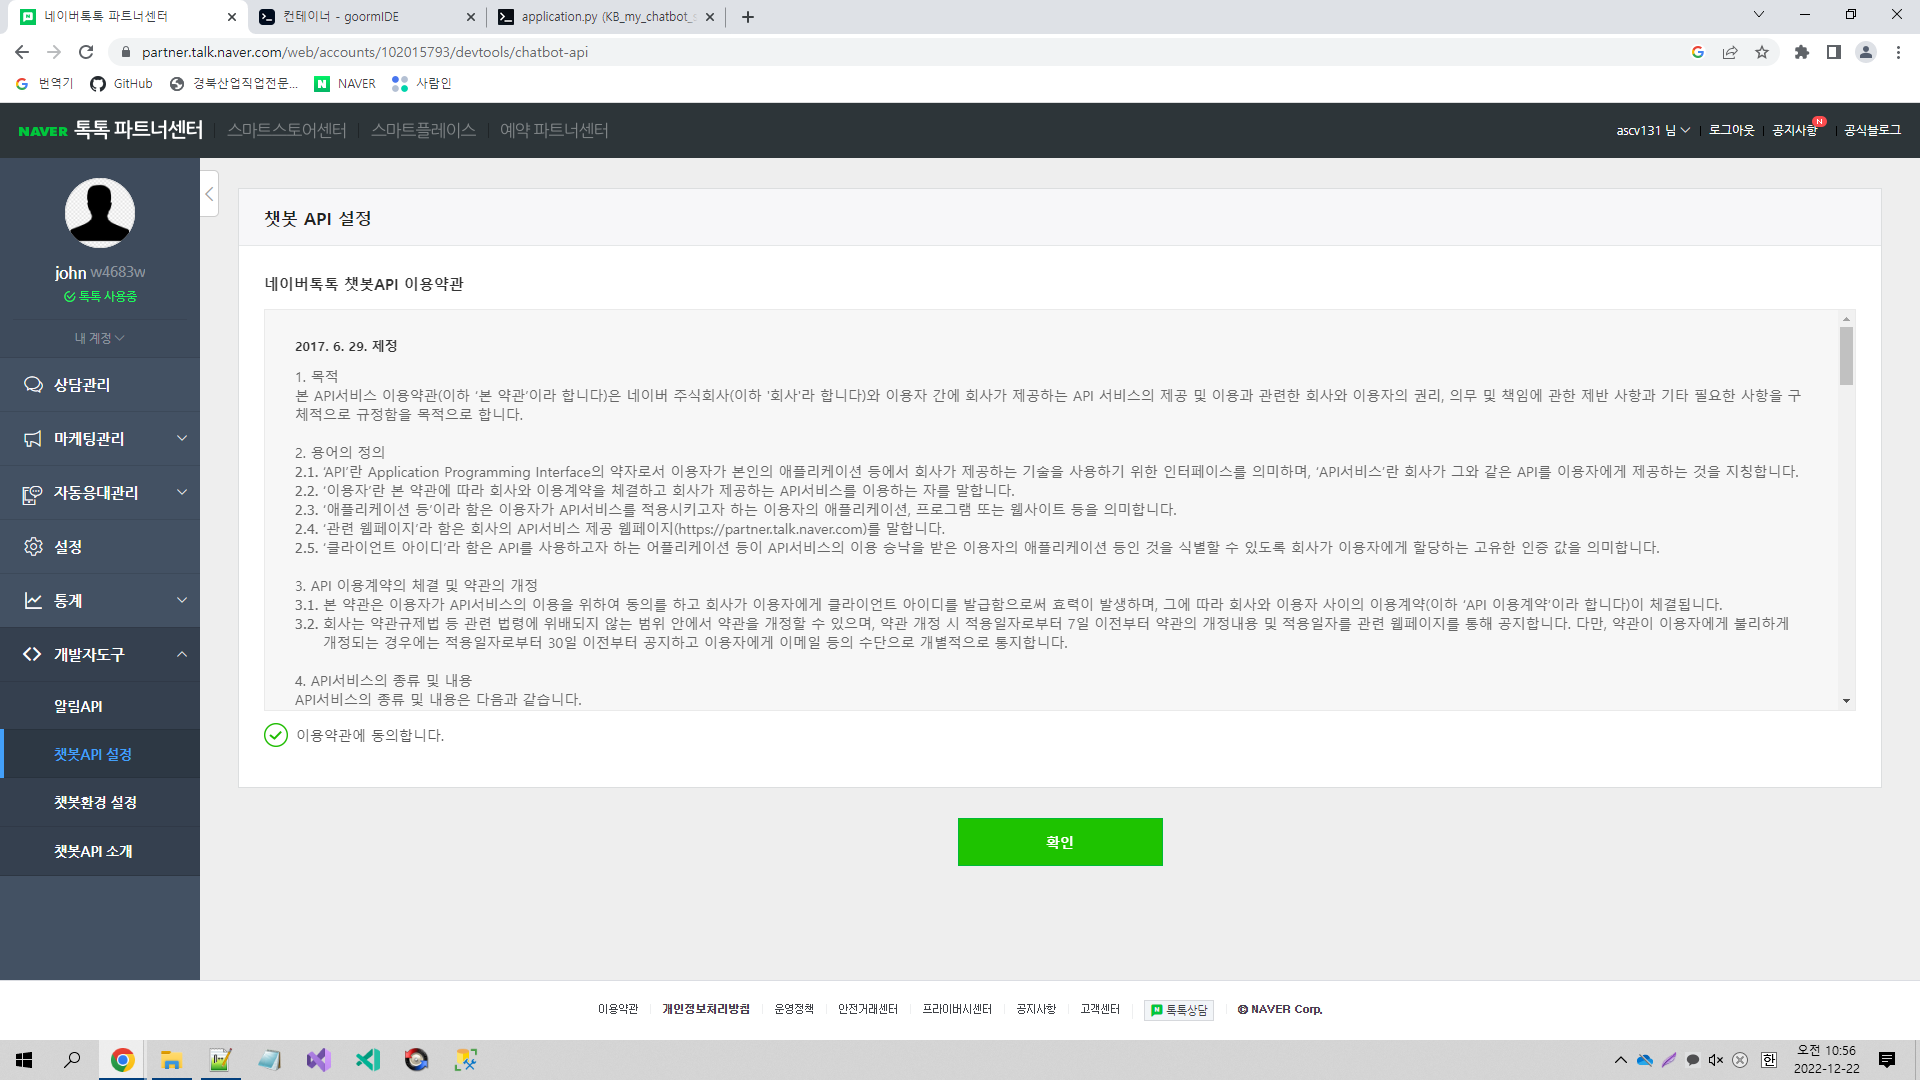 네이버톡톡 파트너센터
컨테이너 - goormIDE
application.py (KB_my_chatbot_s
partner.talk.naver.com/web/accounts/102015793/devtools/chatbot-api
번역기
GitHub
경북산업직업전문...
NAVER
사람인
NAVER 톡톡 파트너센터
스마트스토어센터
스마트플레이스
예약 파트너센터
ascv131 님
로그아웃
공지사항
N
공식블로그
john w4683w
톡톡 사용중
내 계정
상담관리
마케팅관리
자동응대관리
설정
통계
개발자도구
알림API
챗봇API 설정
챗봇환경 설정
챗봇API 소개
챗봇 API 설정
네이버톡톡 챗봇API 이용약관
2017. 6. 29. 제정
1. 목적
본 API서비스 이용약관(이하 ‘본 약관’이라 합니다)은 네이버 주식회사(이하 '회사'라 합니다)와 이용자 간에 회사가 제공하는 API 서비스의 제공 및 이용과 관련한 회사와 이용자의 권리, 의무 및 책임에 관한 제반 사항과 기타 필요한 사항을 구
체적으로 규정함을 목적으로 합니다.
2. 용어의 정의
2.1. ‘API’란 Application Programming Interface의 약자로서 이용자가 본인의 애플리케이션 등에서 회사가 제공하는 기술을 사용하기 위한 인터페이스를 의미하며, ‘API서비스’란 회사가 그와 같은 API를 이용자에게 제공하는 것을 지칭합니다.
2.2. ‘이용자’란 본 약관에 따라 회사와 이용계약을 체결하고 회사가 제공하는 API서비스를 이용하는 자를 말합니다.
2.3. ‘애플리케이션 등’이라 함은 이용자가 API서비스를 적용시키고자 하는 이용자의 애플리케이션, 프로그램 또는 웹사이트 등을 의미합니다.
2.4. ‘관련 웹페이지’라 함은 회사의 API서비스 제공 웹페이지(https://partner.talk.naver.com)를 말합니다.
2.5. ‘클라이언트 아이디’라 함은 API를 사용하고자 하는 어플리케이션 등이 API서비스의 이용 승낙을 받은 이용자의 애플리케이션 등인 것을 식별할 수 있도록 회사가 이용자에게 할당하는 고유한 인증 값을 의미합니다.
3. API 이용계약의 체결 및 약관의 개정
3.1. 본 약관은 이용자가 API서비스의 이용을 위하여 동의를 하고 회사가 이용자에게 클라이언트 아이디를 발급함으로써 효력이 발생하며, 그에 따라 회사와 이용자 사이의 이용계약(이하 ‘API 이용계약’이라 합니다)이 체결됩니다.
3.2. 회사는 약관규제법 등 관련 법령에 위배되지 않는 범위 안에서 약관을 개정할 수 있으며, 약관 개정 시 적용일자로부터 7일 이전부터 약관의 개정내용 및 적용일자를 관련 웹페이지를 통해 공지합니다. 다만, 약관이 이용자에게 불리하게
개정되는 경우에는 적용일자로부터 30일 이전부터 공지하고 이용자에게 이메일 등의 수단으로 개별적으로 통지합니다.
4. API서비스의 종류 및 내용
API서비스의 종류 및 내용은 다음과 같습니다.
이용약관에 동의합니다.
확인
이용약관
개인정보처리방침
운영정책
안전거래센터
프라이버시센터
공지사항
고객센터
톡톡상담
© NAVER Corp.
한
오전 10:56
2022-12-22